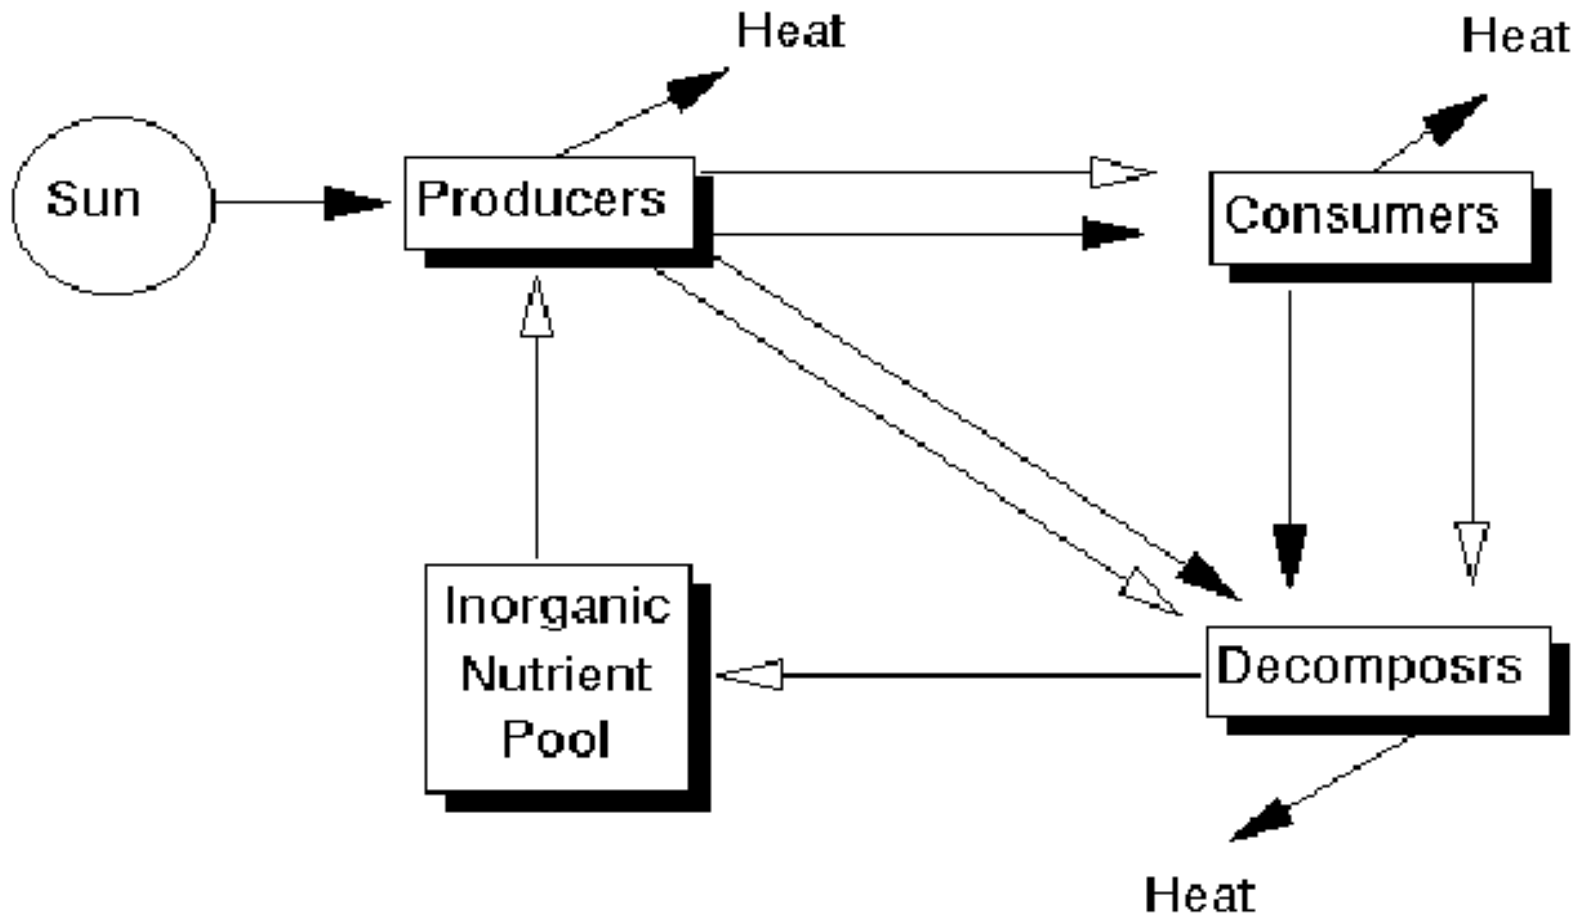 Heat
Heat
Sun
Producers
Consumers
Inorganic
Nutrient
Pool
Decomposrs
Heat